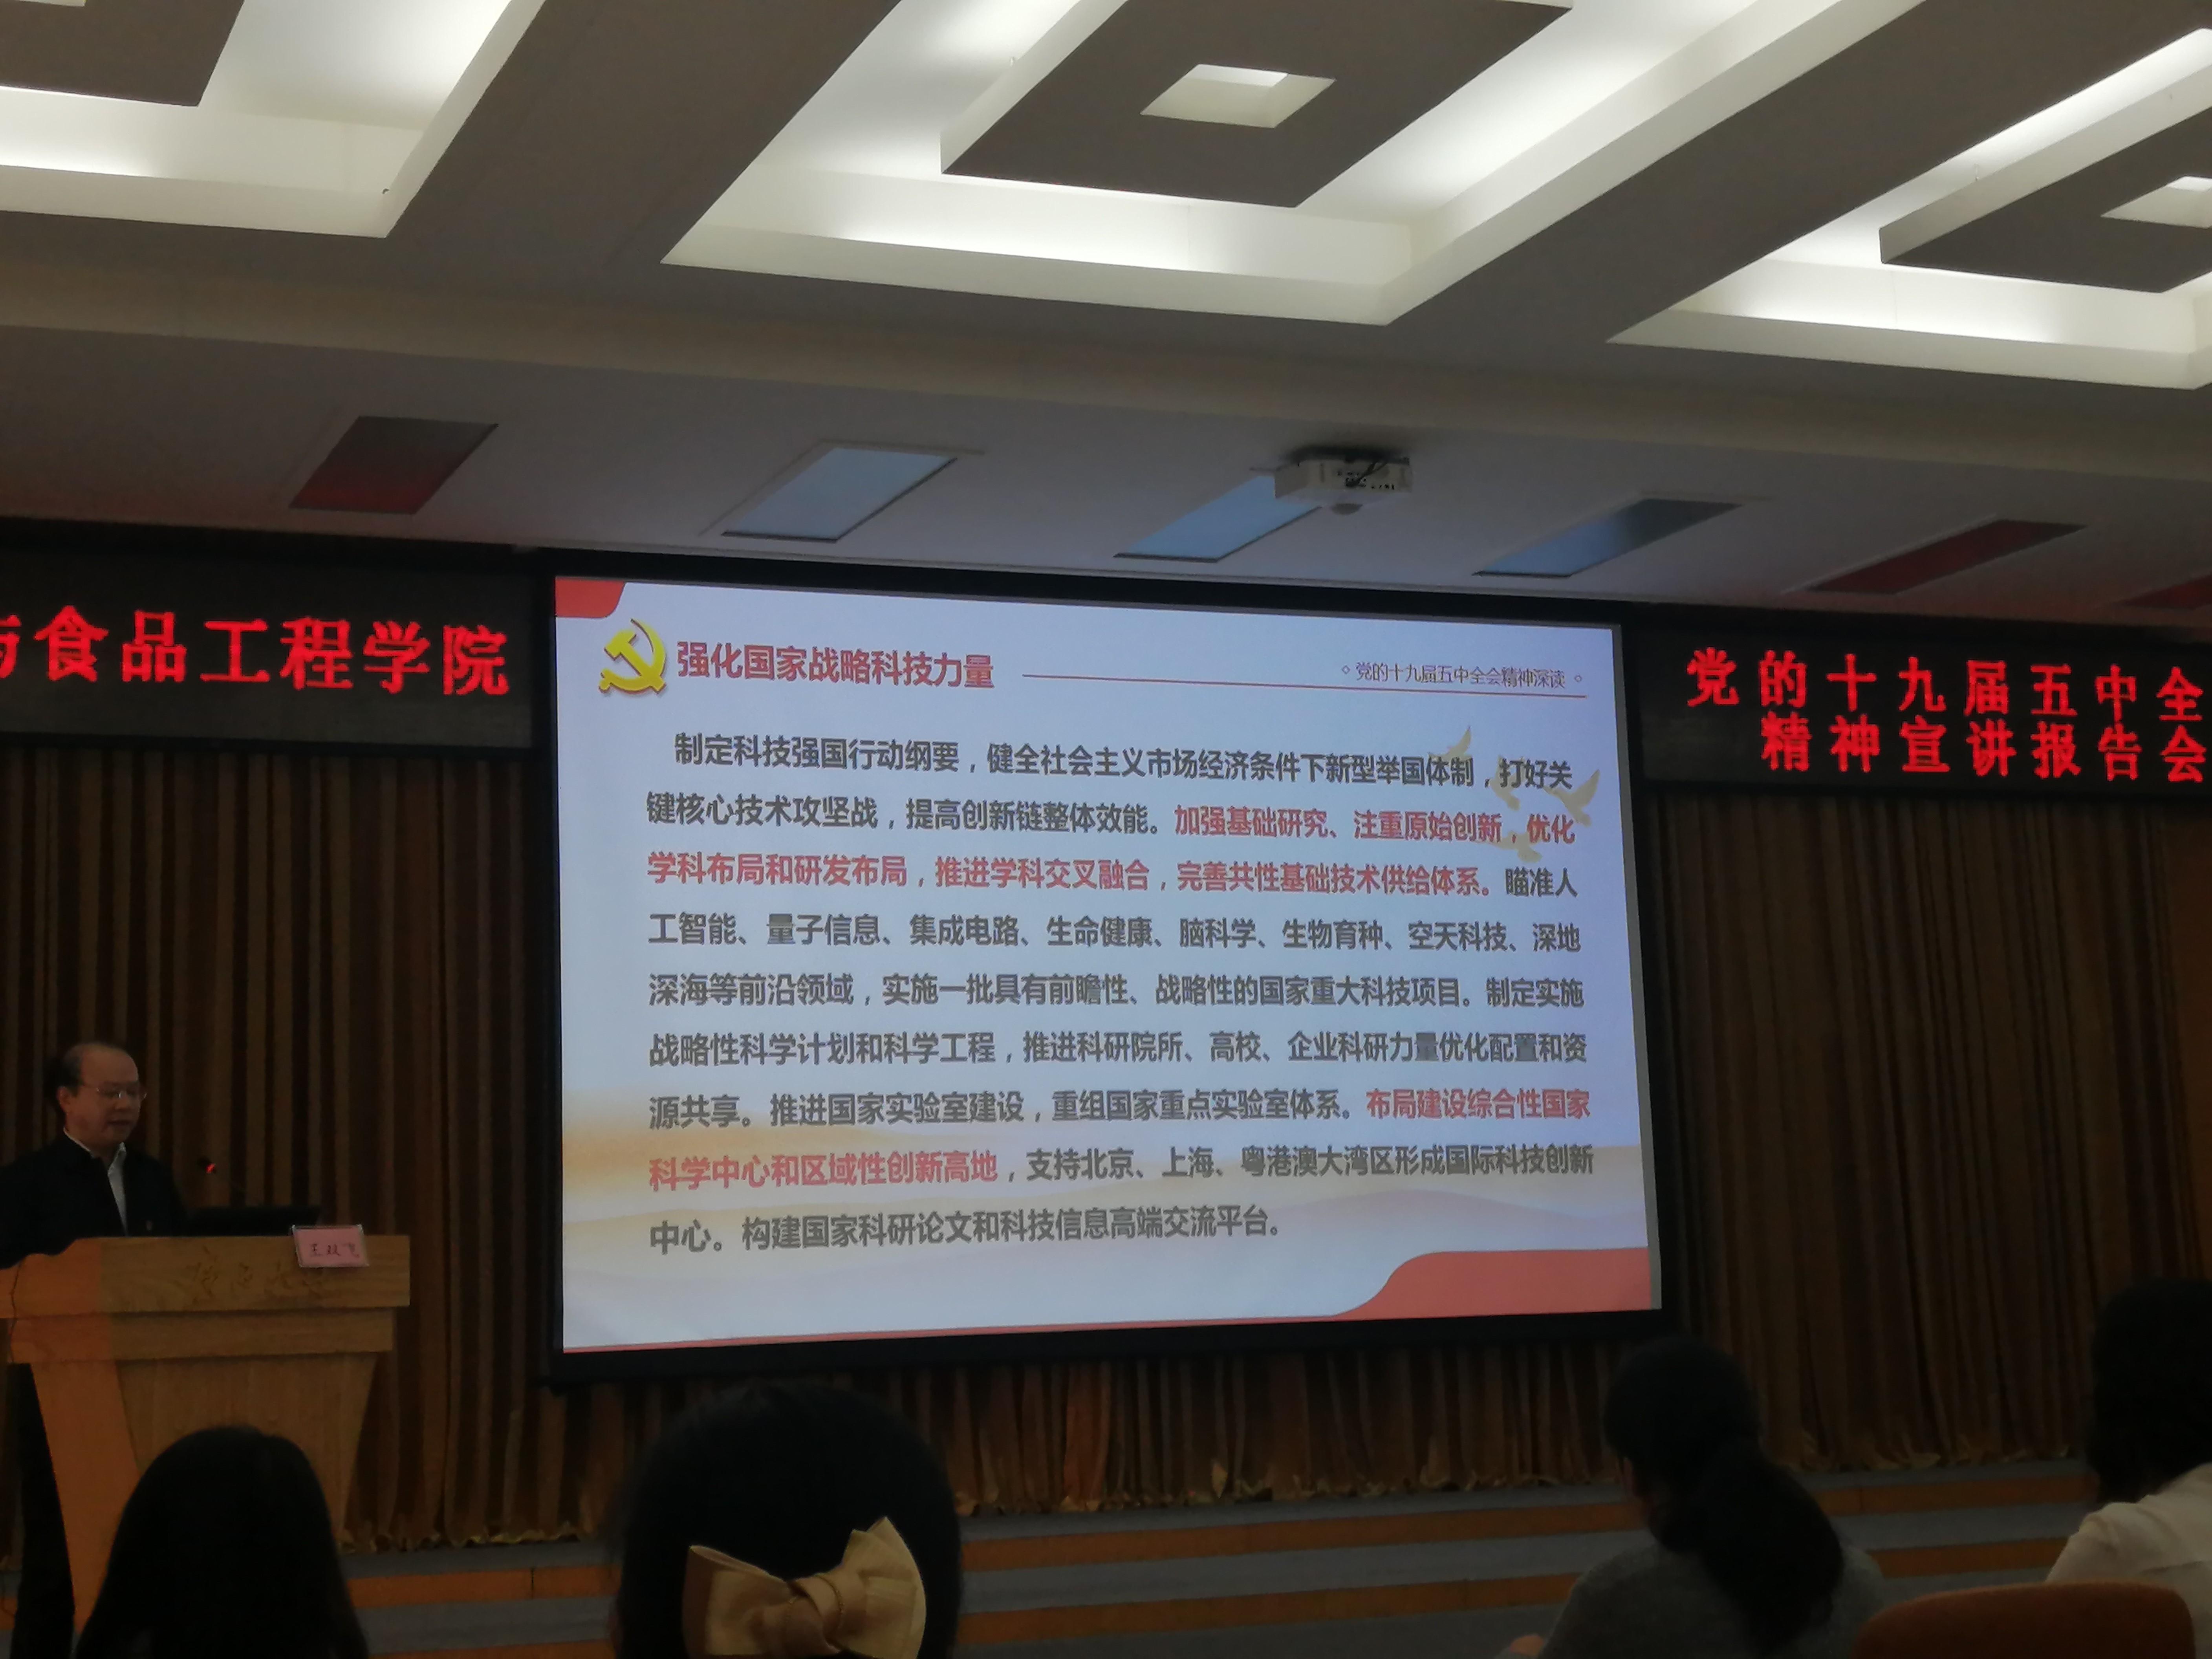 食品工程学院
强化国家战略科技力量
◇ 党的十九届五中全会精神深读 ◇
制定科技强国行动纲要，健全社会主义市场经济条件下新型举国体制，打好关
键核心技术攻坚战，提高创新链整体效能。加强基础研究、注重原始创新，优化
学科布局和研发布局，推进学科交叉融合，完善共性基础技术供给体系。瞄准人
工智能、量子信息、集成电路、生命健康、脑科学、生物育种、空天科技、深地
深海等前沿领域，实施一批具有前瞻性、战略性的国家重大科技项目。制定实施
战略性科学计划和科学工程，推进科研院所、高校、企业科研力量优化配置和资
源共享。推进国家实验室建设，重组国家重点实验室体系。布局建设综合性国家
科学中心和区域性创新高地，支持北京、上海、粤港澳大湾区形成国际科技创新
中心。构建国家科研论文和科技信息高端交流平台。
党的十九届五中全
精神宣讲报告会
王双飞